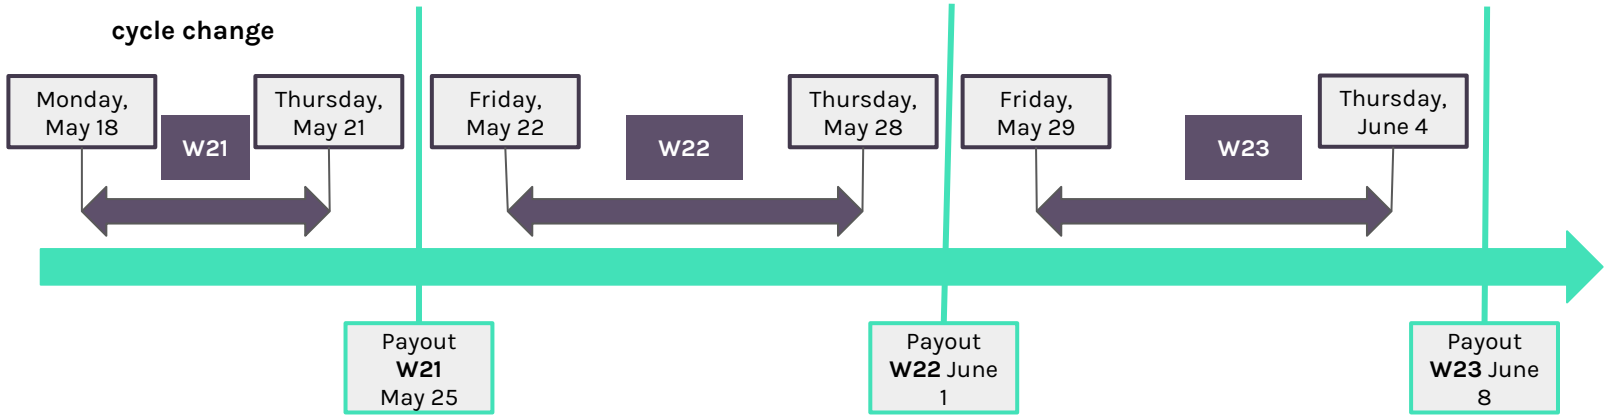 cycle change
Monday,
May 18
W21
Thursday,
May 21
Friday,
May 22
W22
Thursday,
May 28
Friday,
May 29
W23
Thursday,
June 4
Payout
W21
May 25
Payout
W22 June
1
Payout
W23 June
8